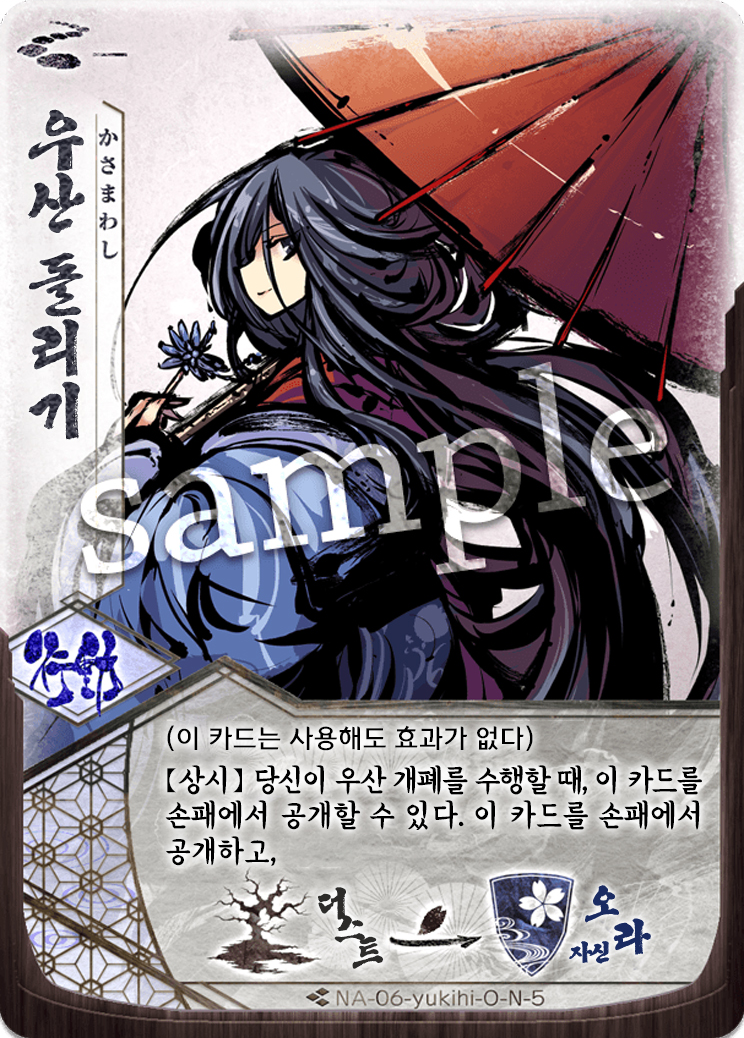 우산 돌리기
かさまわし
sample
行動
(이 카드는 사용해도 효과가 없다)
【상시】 당신이 우산 개폐를 수행할 때, 이 카드를
손패에서 공개할 수 있다. 이 카드를 손패에서
공개하고,
더스트
오라
자신
NA-06-yukihi-O-N-5